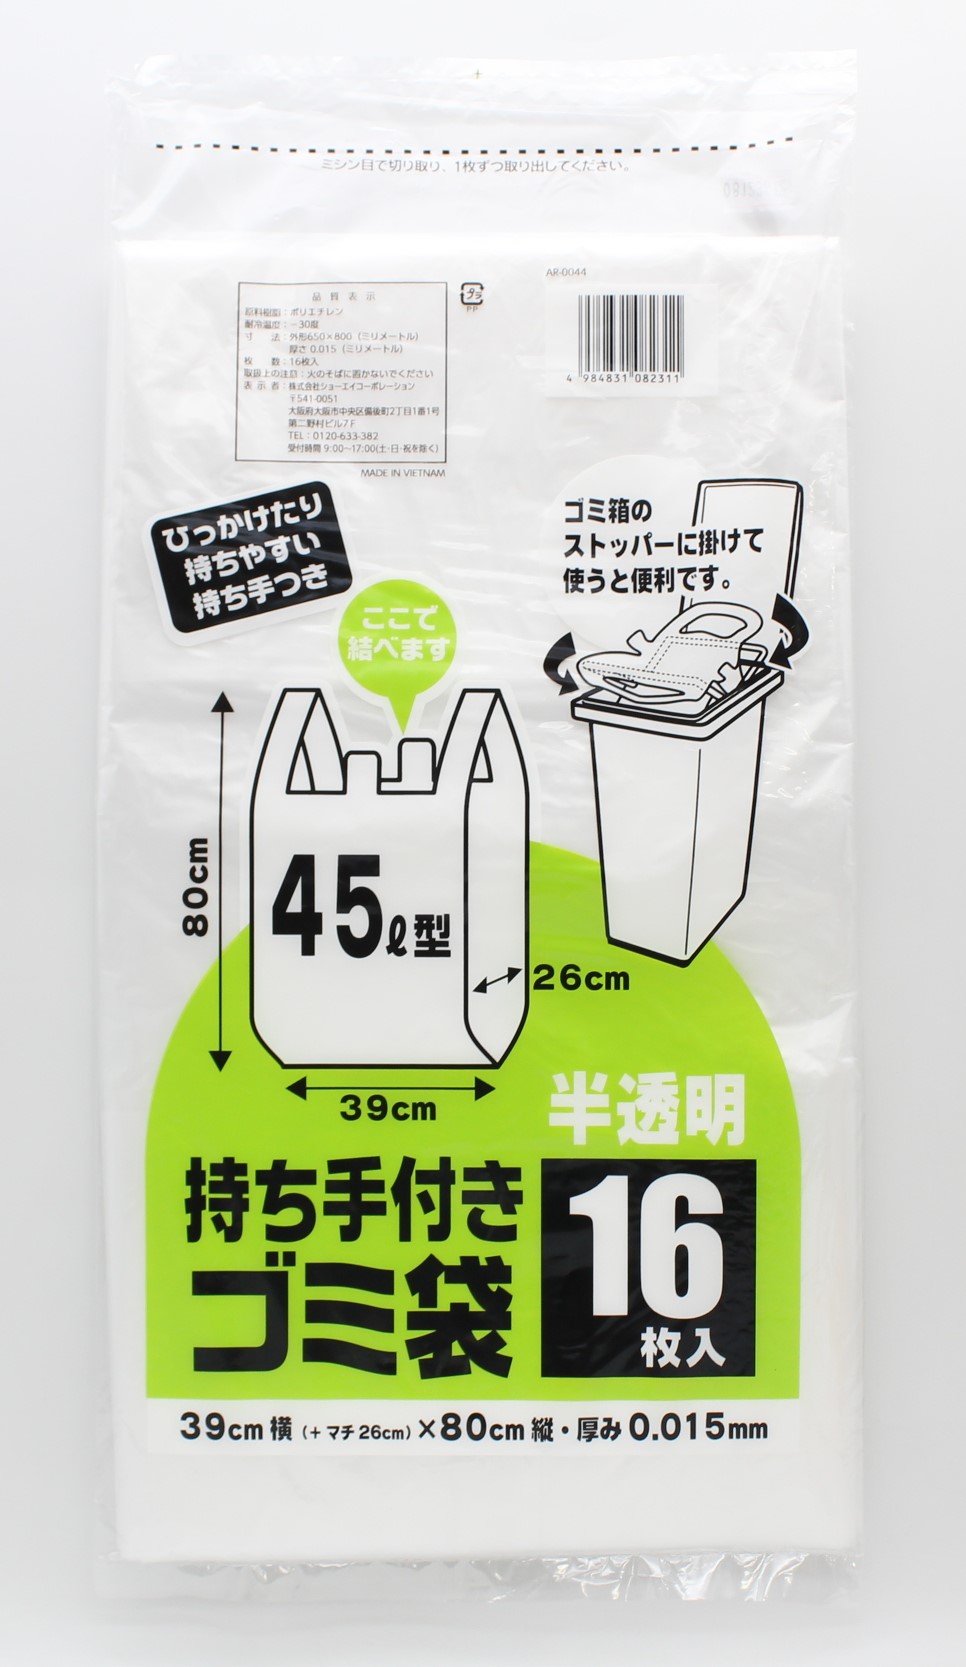 ミシン目で切り取り、1枚ずつ取り出してください。
AR-0044
品質表示
原料樹脂：ポリエチレン
耐冷温度：−30度
寸　法：外形650×800（ミリメートル）
厚さ 0.015（ミリメートル）
枚　数：16枚入
取扱上の注意：火のそばに置かないでください
表 示 者：株式会社ショーエイコーポレーション
〒541-0051
大阪府大阪市中央区備後町2丁目1番1号
第二野村ビル7F
TEL：0120-633-382
受付時間 9:00〜17:00(土・日・祝を除く)
MADE IN VIETNAM
プラ
PP
4 984831 082311
ひっかけたり
持ちやすい
持ち手つき
ゴミ箱の
ストッパーに掛けて
使うと便利です。
ここで
結べます
80cm
45ℓ型
26cm
39cm
半透明
持ち手付き
ゴミ袋
16
枚入
39cm 横 (+ マチ 26cm) ×80cm 縦・厚み 0.015mm